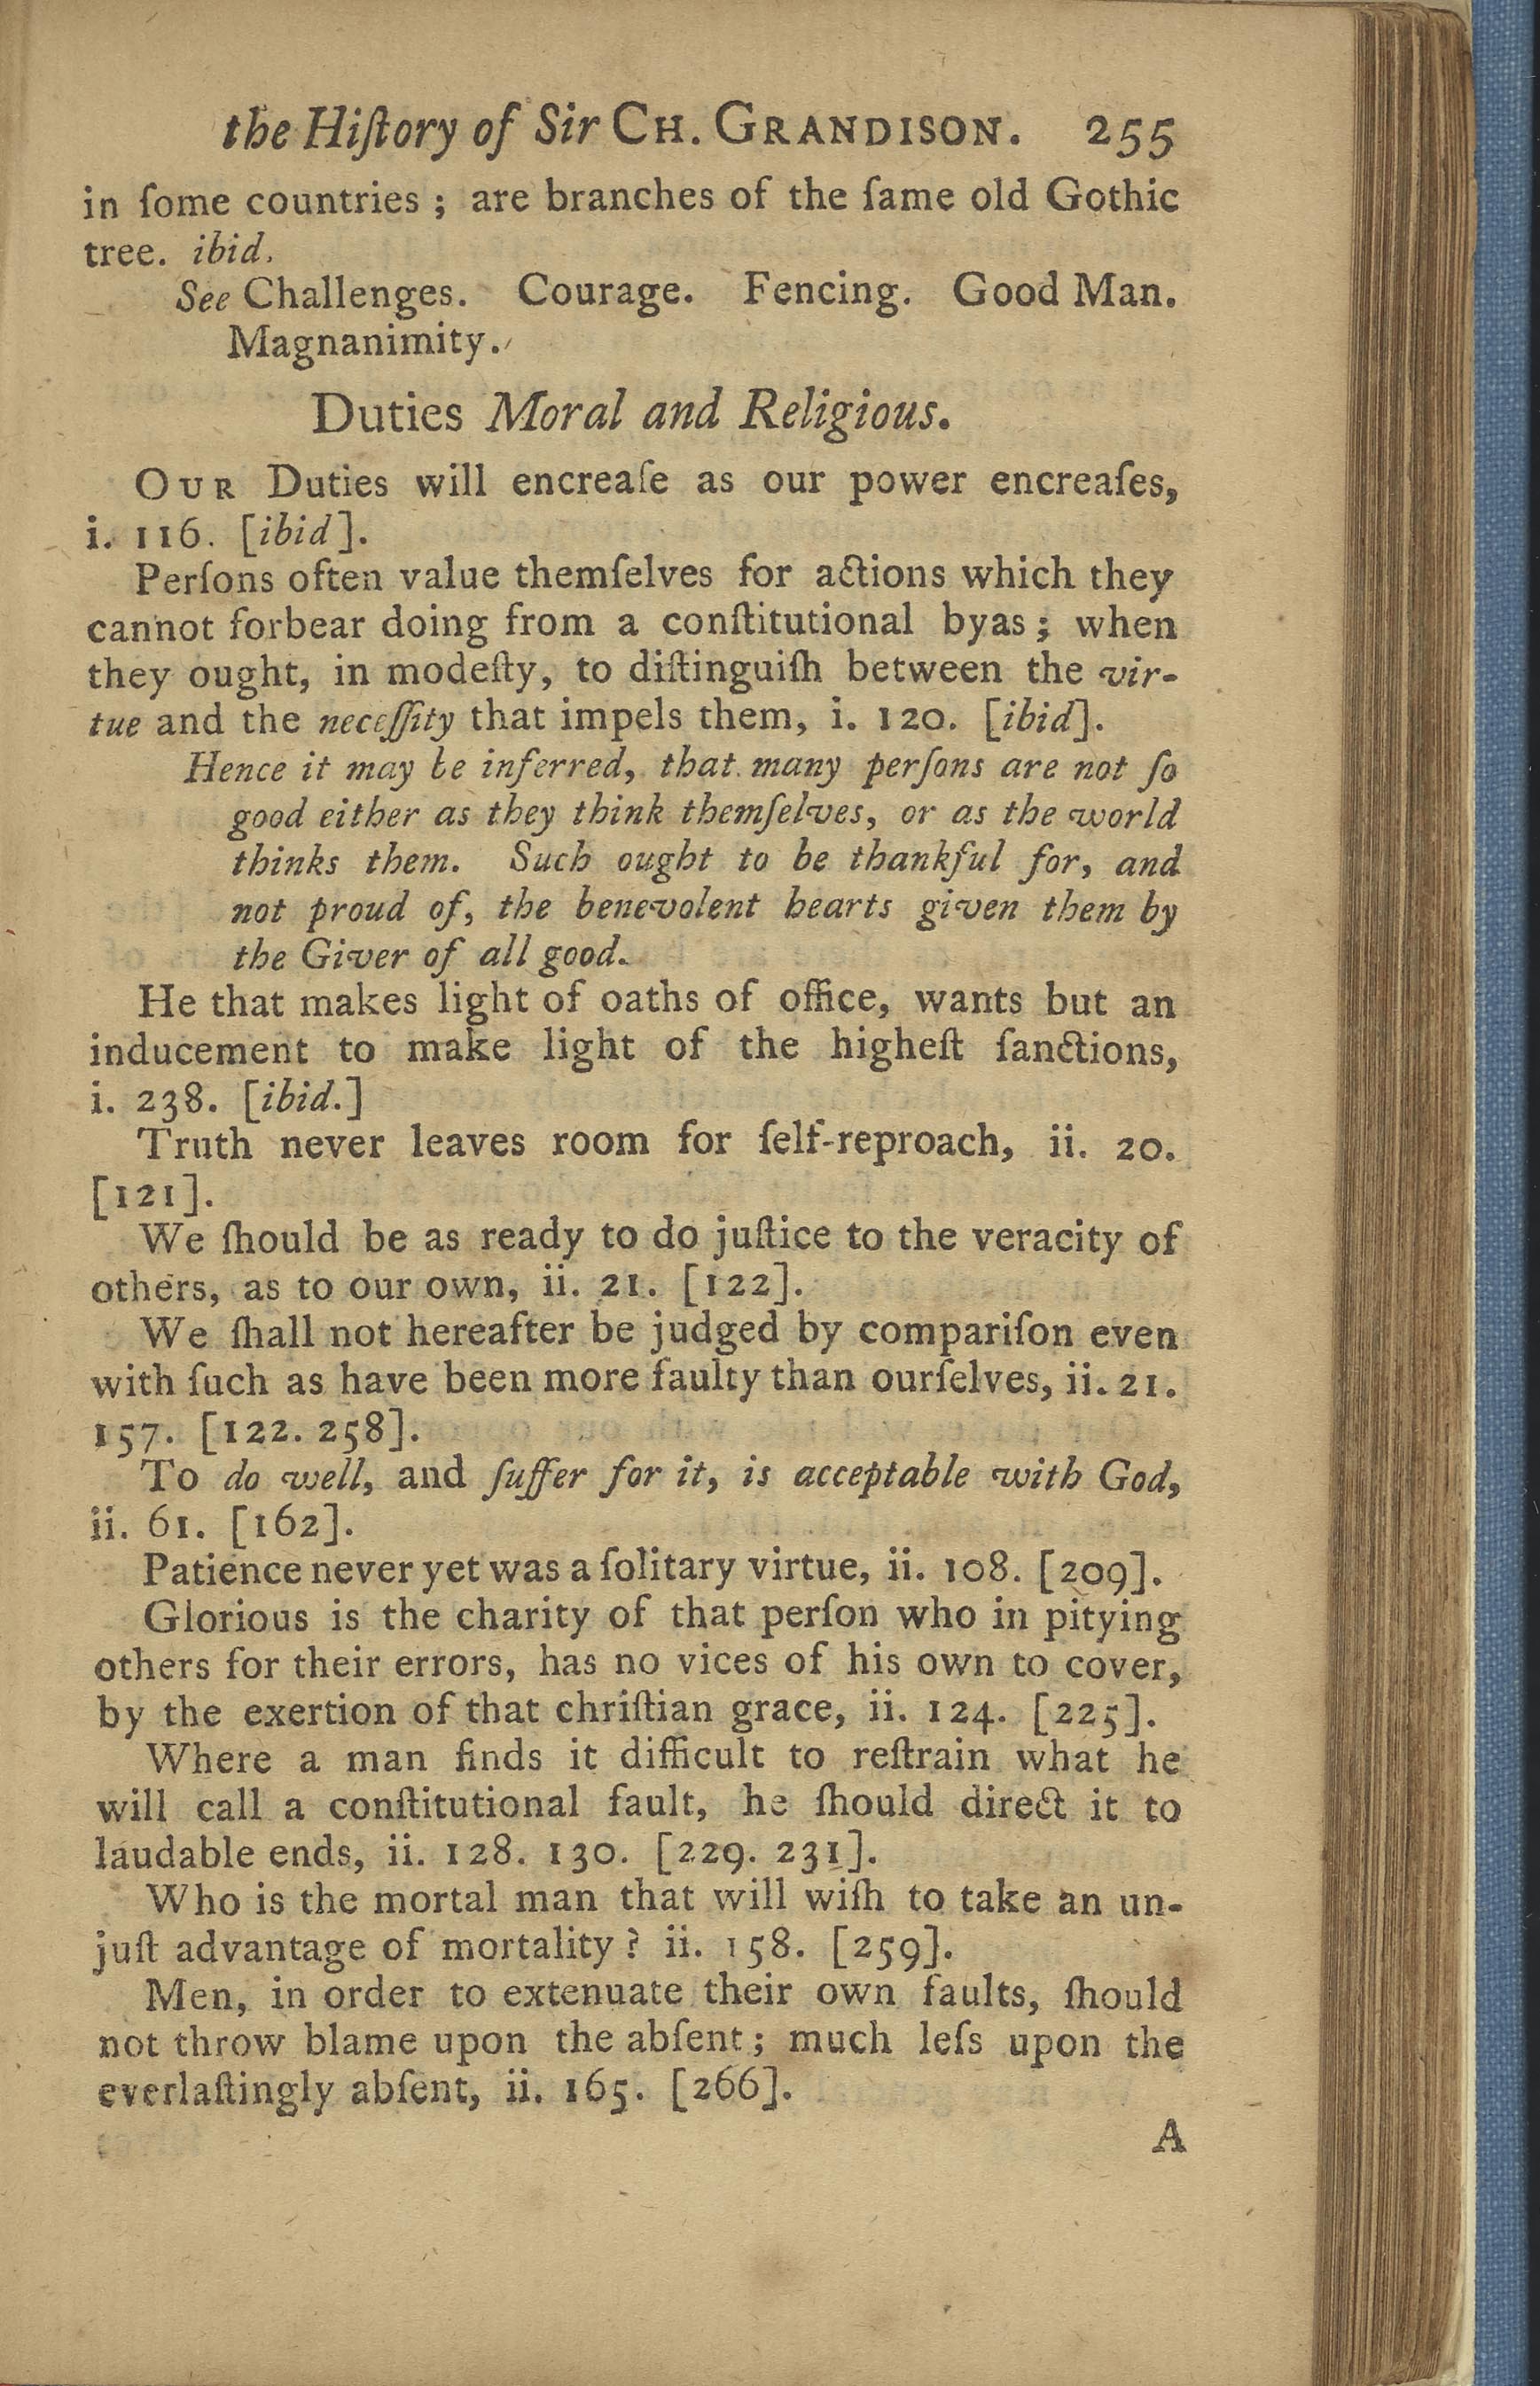 the Hiſtory of Sir CH. GRANDISON. 255
in ſome countries ; are branches of the ſame old Gothic
tree. ibid.
See Challenges. Courage. Fencing. Good Man.
Magnanimity.
Duties Moral and Religious.
OUR Duties will encreaſe as our power encreaſes,
i. 116. [ibid].
Perſons often value themſelves for actions which they
cannot forbear doing from a conſtitutional byas ; when
they ought, in modeſty, to diſtinguiſh between the vir-
tue and the neceſſity that impels them, i. 120. [ibid].
Hence it may be inferred, that many perſons are not ſo
good either as they think themſelves, or as the world
thinks them. Such ought to be thankful for, and
not proud of, the benevolent hearts given them by
the Giver of all good.
He that makes light of oaths of office, wants but an
inducement to make light of the higheſt ſanctions,
i. 238. [ibid.]
Truth never leaves room for ſelf-reproach, ii. 20.
[121].
We ſhould be as ready to do juſtice to the veracity of
others, as to our own, ii. 21. [122].
We ſhall not hereafter be judged by compariſon even
with ſuch as have been more faulty than ourſelves, ii. 21.
157. [122. 258].
To do well, and ſuffer for it, is acceptable with God,
ii. 61. [162].
Patience never yet was a ſolitary virtue, ii. 108. [209].
Glorious is the charity of that perſon who in pitying
others for their errors, has no vices of his own to cover,
by the exertion of that chriſtian grace, ii. 124. [225].
Where a man finds it difficult to reſtrain what he
will call a conſtitutional fault, he ſhould direct it to
laudable ends, ii. 128. 130. [229. 231].
Who is the mortal man that will wiſh to take an un-
juſt advantage of mortality ? ii. 158. [259].
Men, in order to extenuate their own faults, ſhould
not throw blame upon the abſent ; much leſs upon the
everlaſtingly abſent, ii. 165. [266].
A